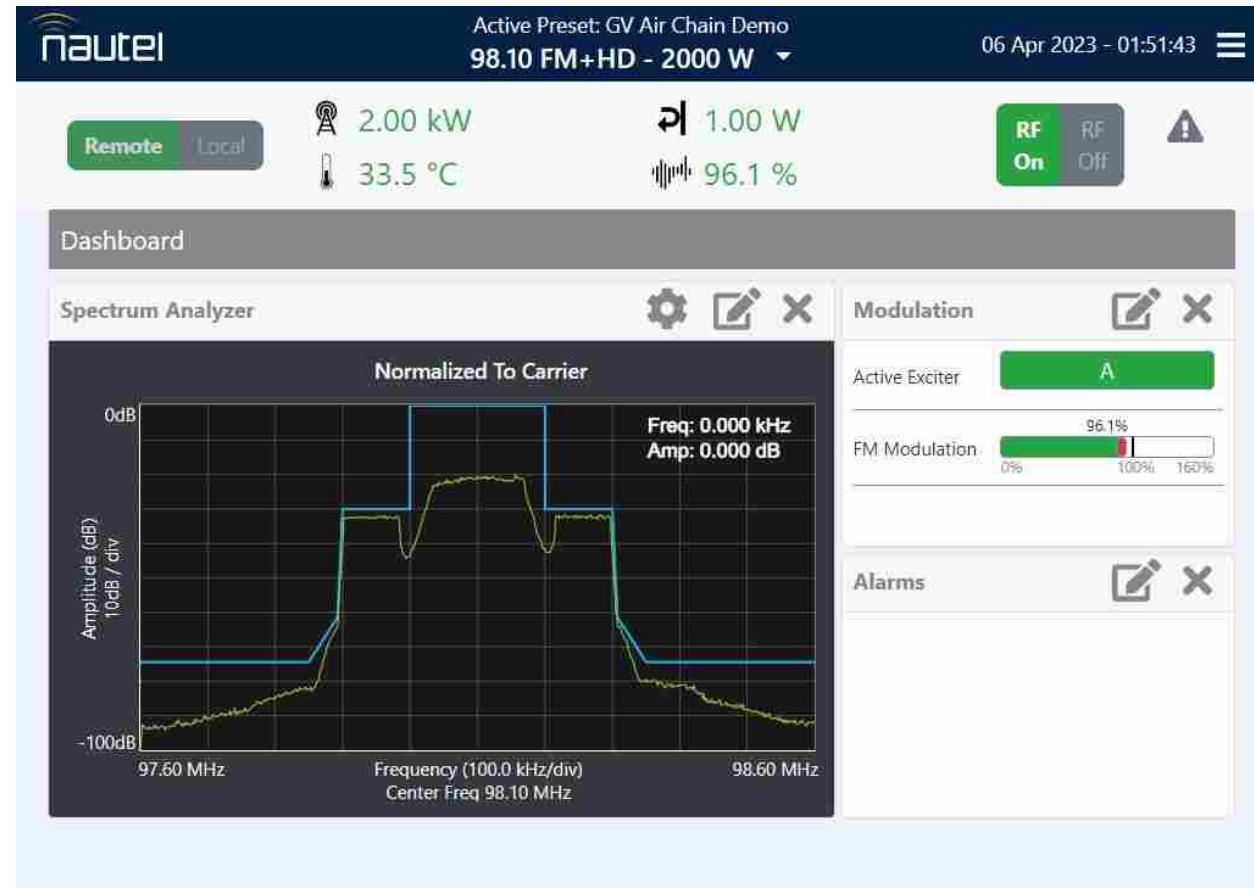 nautel
Active Preset: GV Air Chain Demo
98.10 FM+HD - 2000 W
06 Apr 2023 - 01:51:43
Remote Local
2.00 kW
1.00 W
33.5 °C
96.1 %
RF On
RF Off
Dashboard
Spectrum Analyzer
Normalized To Carrier
0dB
Freq: 0.000 kHz
Amp: 0.000 dB
Amplitude (dB)
10dB / div
-100dB
97.60 MHz
Frequency (100.0 kHz/div)
98.60 MHz
Center Freq 98.10 MHz
Modulation
Active Exciter
A
96.1%
FM Modulation
0% 100% 160%
Alarms